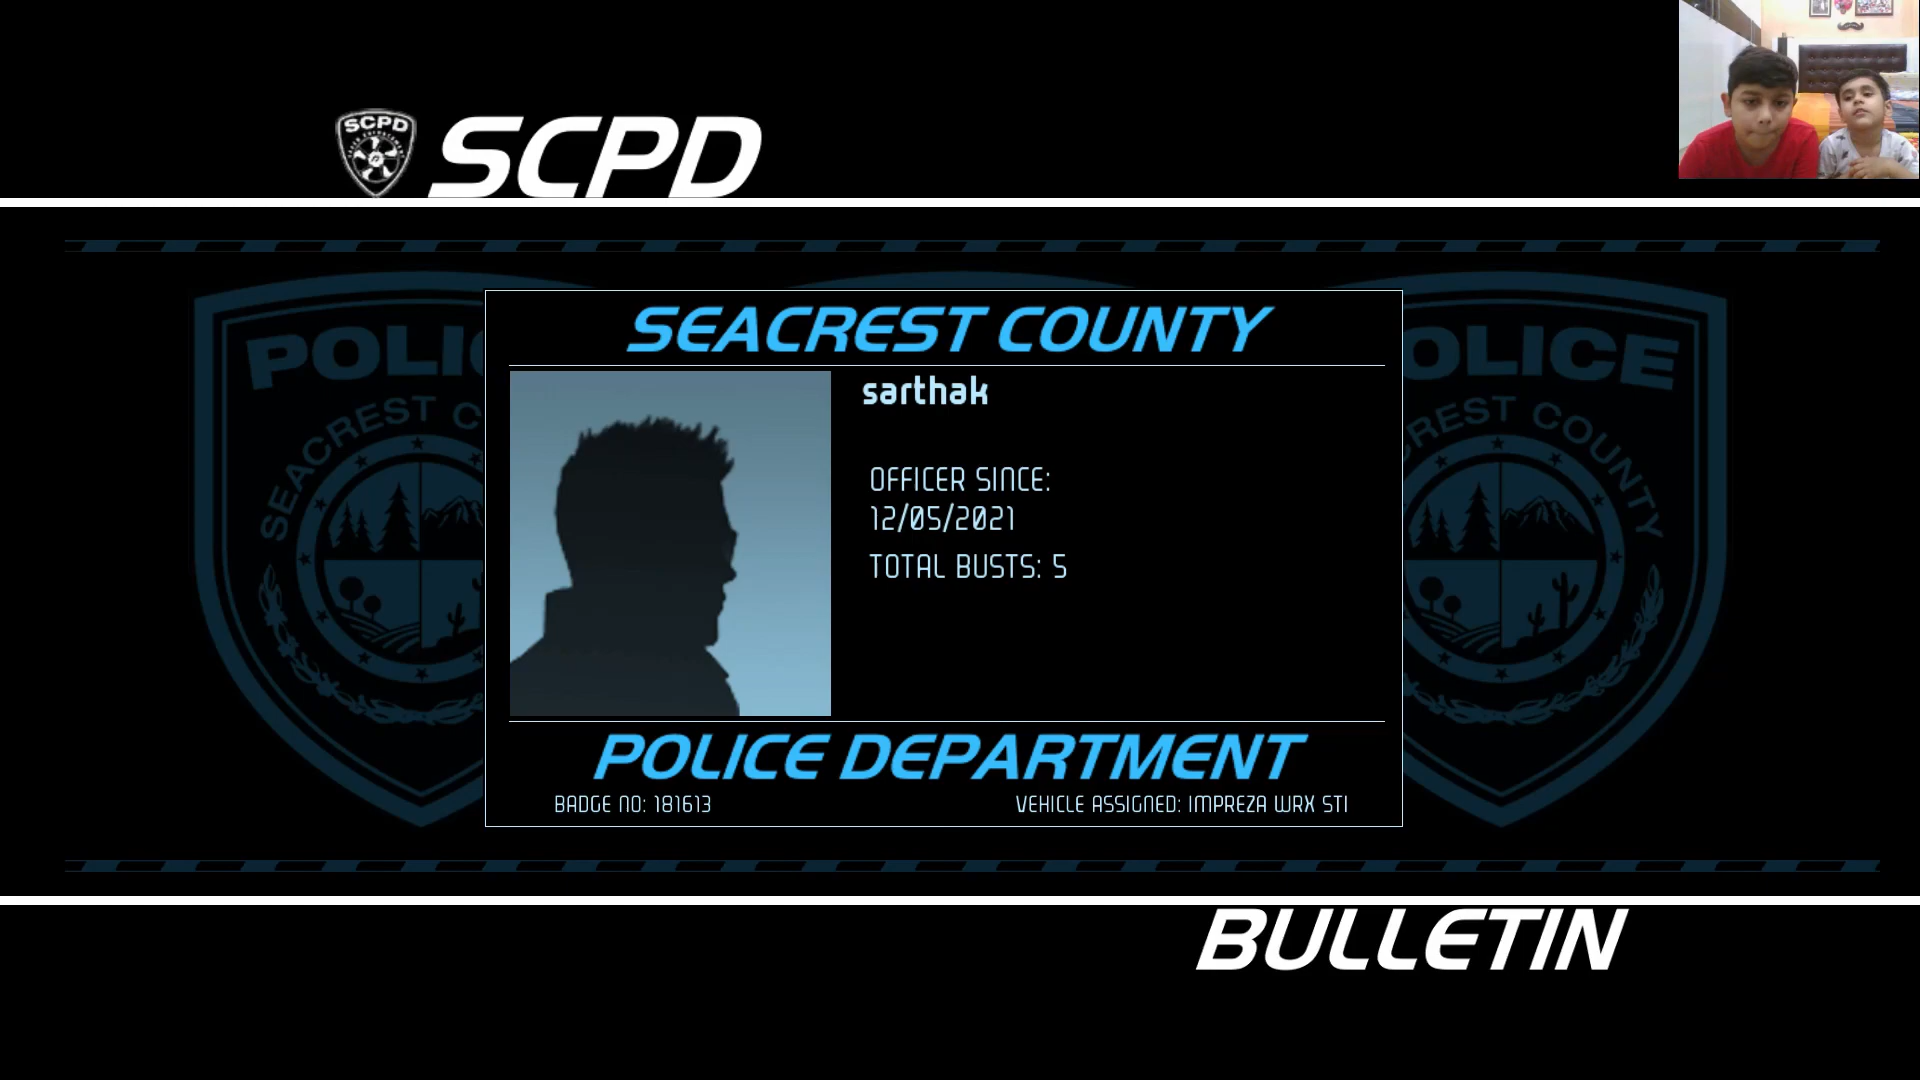 SCPD
SCPD
POLICE
SEACREST COUNTY
sarthak
OFFICER SINCE:
12/05/2021
TOTAL BUSTS: 5
POLICE DEPARTMENT
BADGE NO: 181613
VEHICLE ASSIGNED: IMPREZA WRX STI
BULLETIN